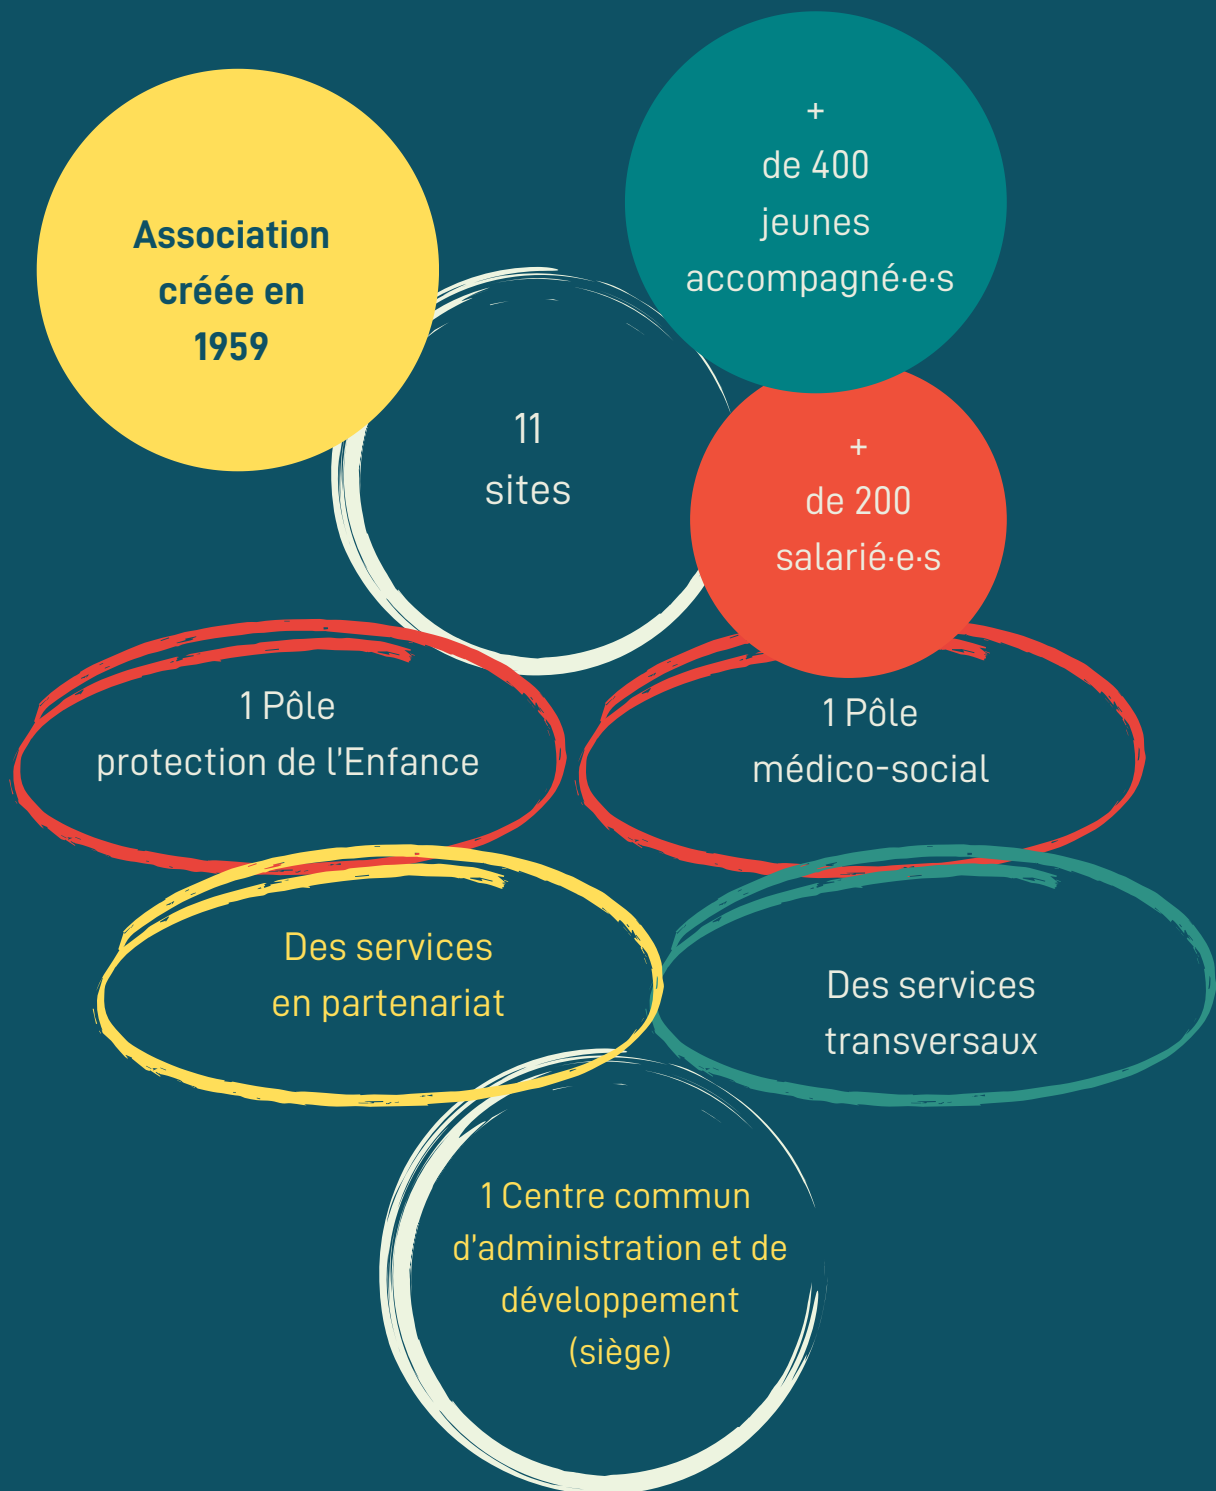 Association
créée en
1959
+
de 400
jeunes
accompagné·e·s
11
sites
+
de 200
salarié·e·s
1 Pôle
protection de l'Enfance
1 Pôle
médico-social
Des services
en partenariat
Des services
transversaux
1 Centre commun
d'administration et de
développement
(siège)